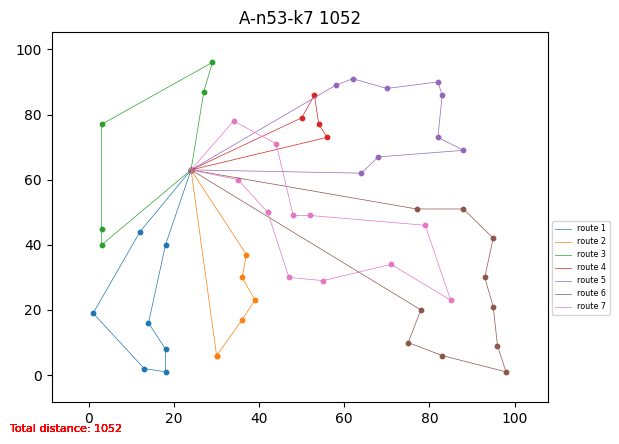 A-n53-k7 1052
100
80
60
40
20
0
0 20 40 60 80 100
route 1
route 2
route 3
route 4
route 5
route 6
route 7
Total distance: 1052